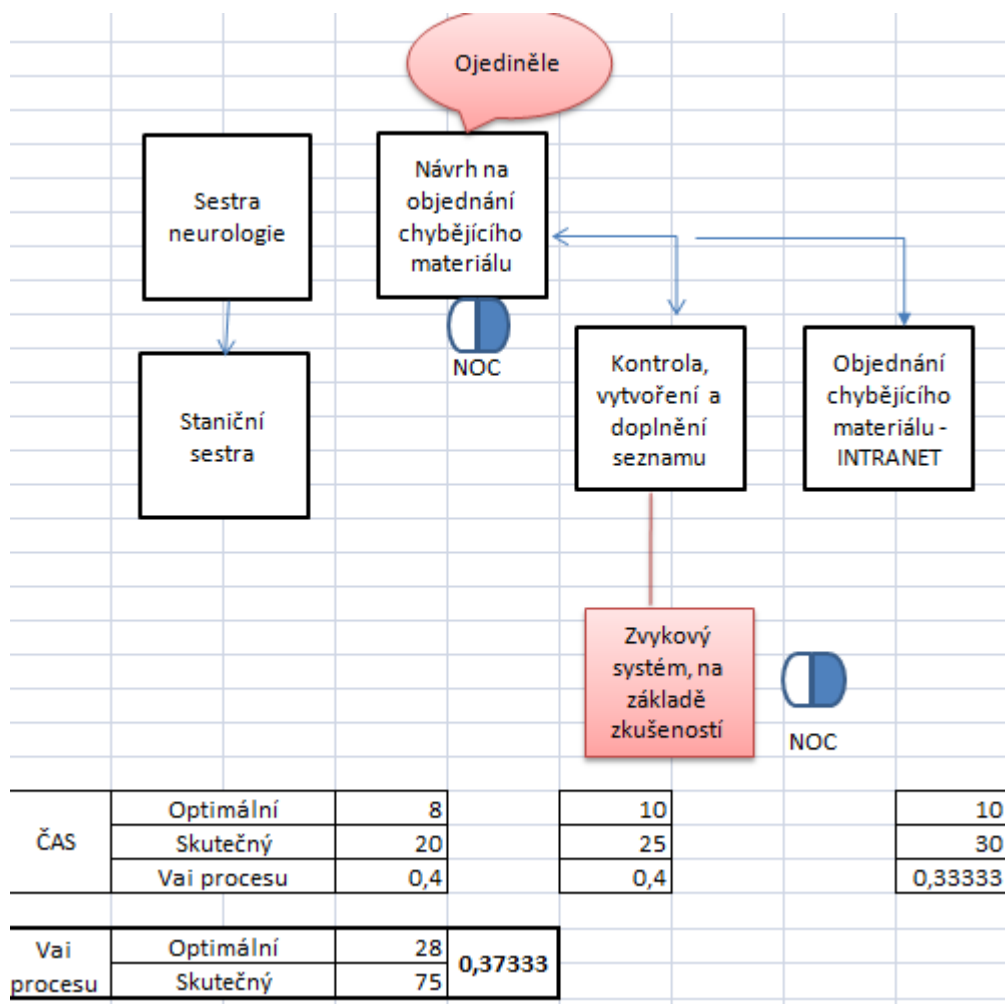 Ojediněle
Sestra
neurologie
Návrh na
objednání
chybějícího
materiálu
NOC
Staniční
sestra
Kontrola,
vytvoření a
doplnění
seznamu
Objednání
chybějícího
materiálu -
INTRANET
Zvykový
systém, na
základě
zkušeností
NOC
ČAS
Optimální 8 10 10
Skutečný 20 25 30
Vai procesu 0,4 0,4 0,33333
Vai
procesu
Optimální 28
Skutečný 75
0,37333